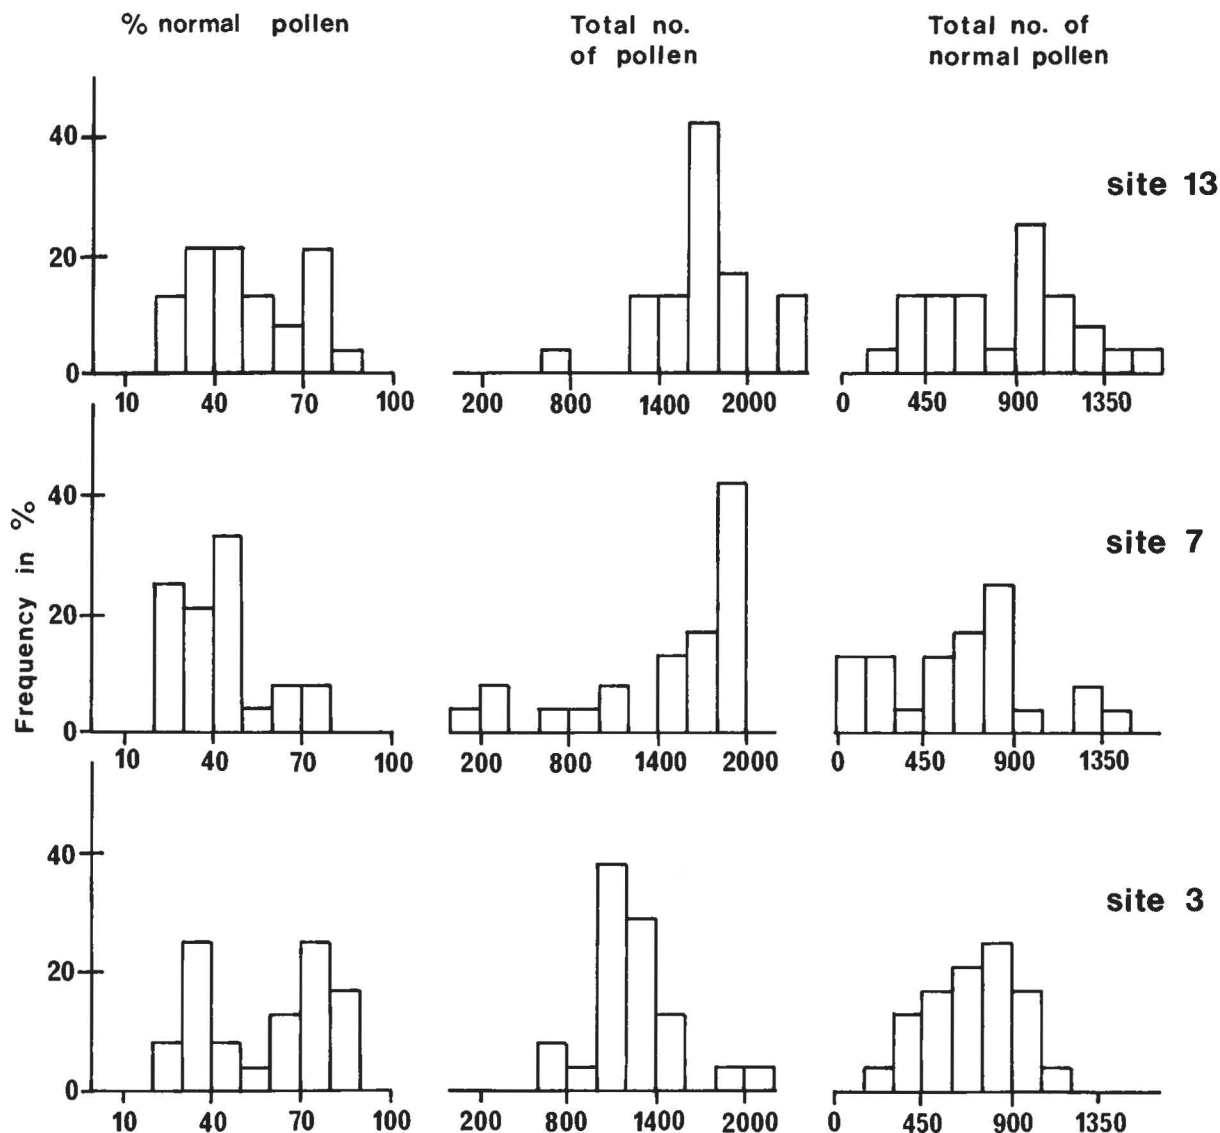 % normal pollen
Total no.
of pollen
Total no. of
normal pollen
site 13
40
20
0
10 40 70 100
200 800 1400 2000
0 450 900 1350
Frequency in %
site 7
40
20
0
10 40 70 100
200 800 1400 2000
0 450 900 1350
site 3
40
20
0
10 40 70 100
200 800 1400 2000
0 450 900 1350